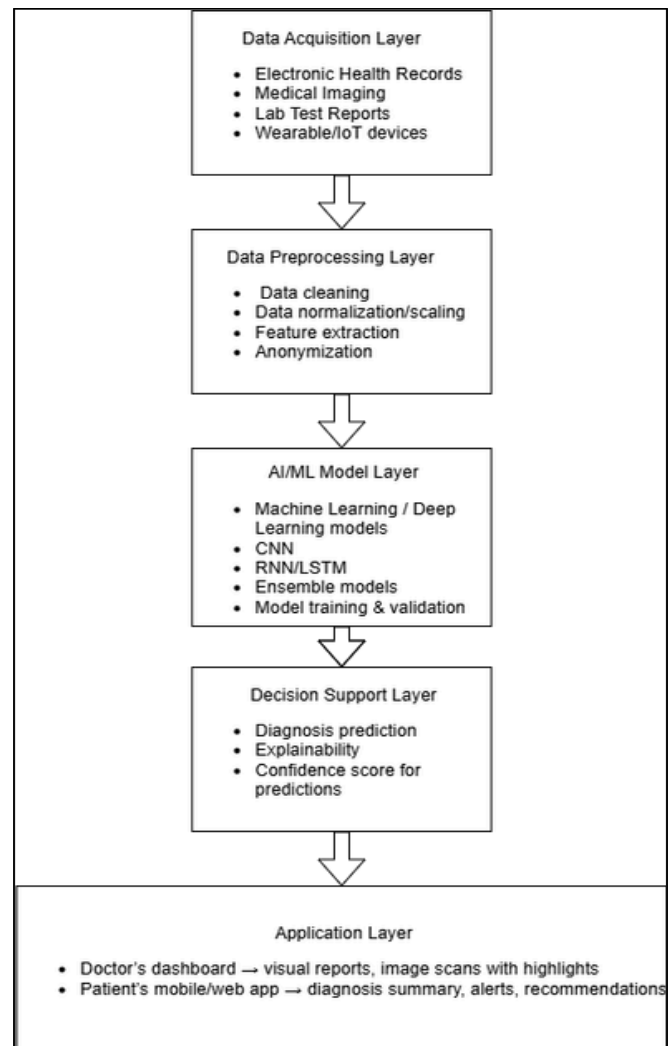 Data Acquisition Layer
• Electronic Health Records
• Medical Imaging
• Lab Test Reports
• Wearable/IoT devices
Data Preprocessing Layer
• Data cleaning
• Data normalization/scaling
• Feature extraction
• Anonymization
AI/ML Model Layer
• Machine Learning / Deep
Learning models
• CNN
• RNN/LSTM
• Ensemble models
• Model training & validation
Decision Support Layer
• Diagnosis prediction
• Explainability
• Confidence score for
predictions
Application Layer
• Doctor's dashboard → visual reports, image scans with highlights
• Patient's mobile/web app → diagnosis summary, alerts, recommendations